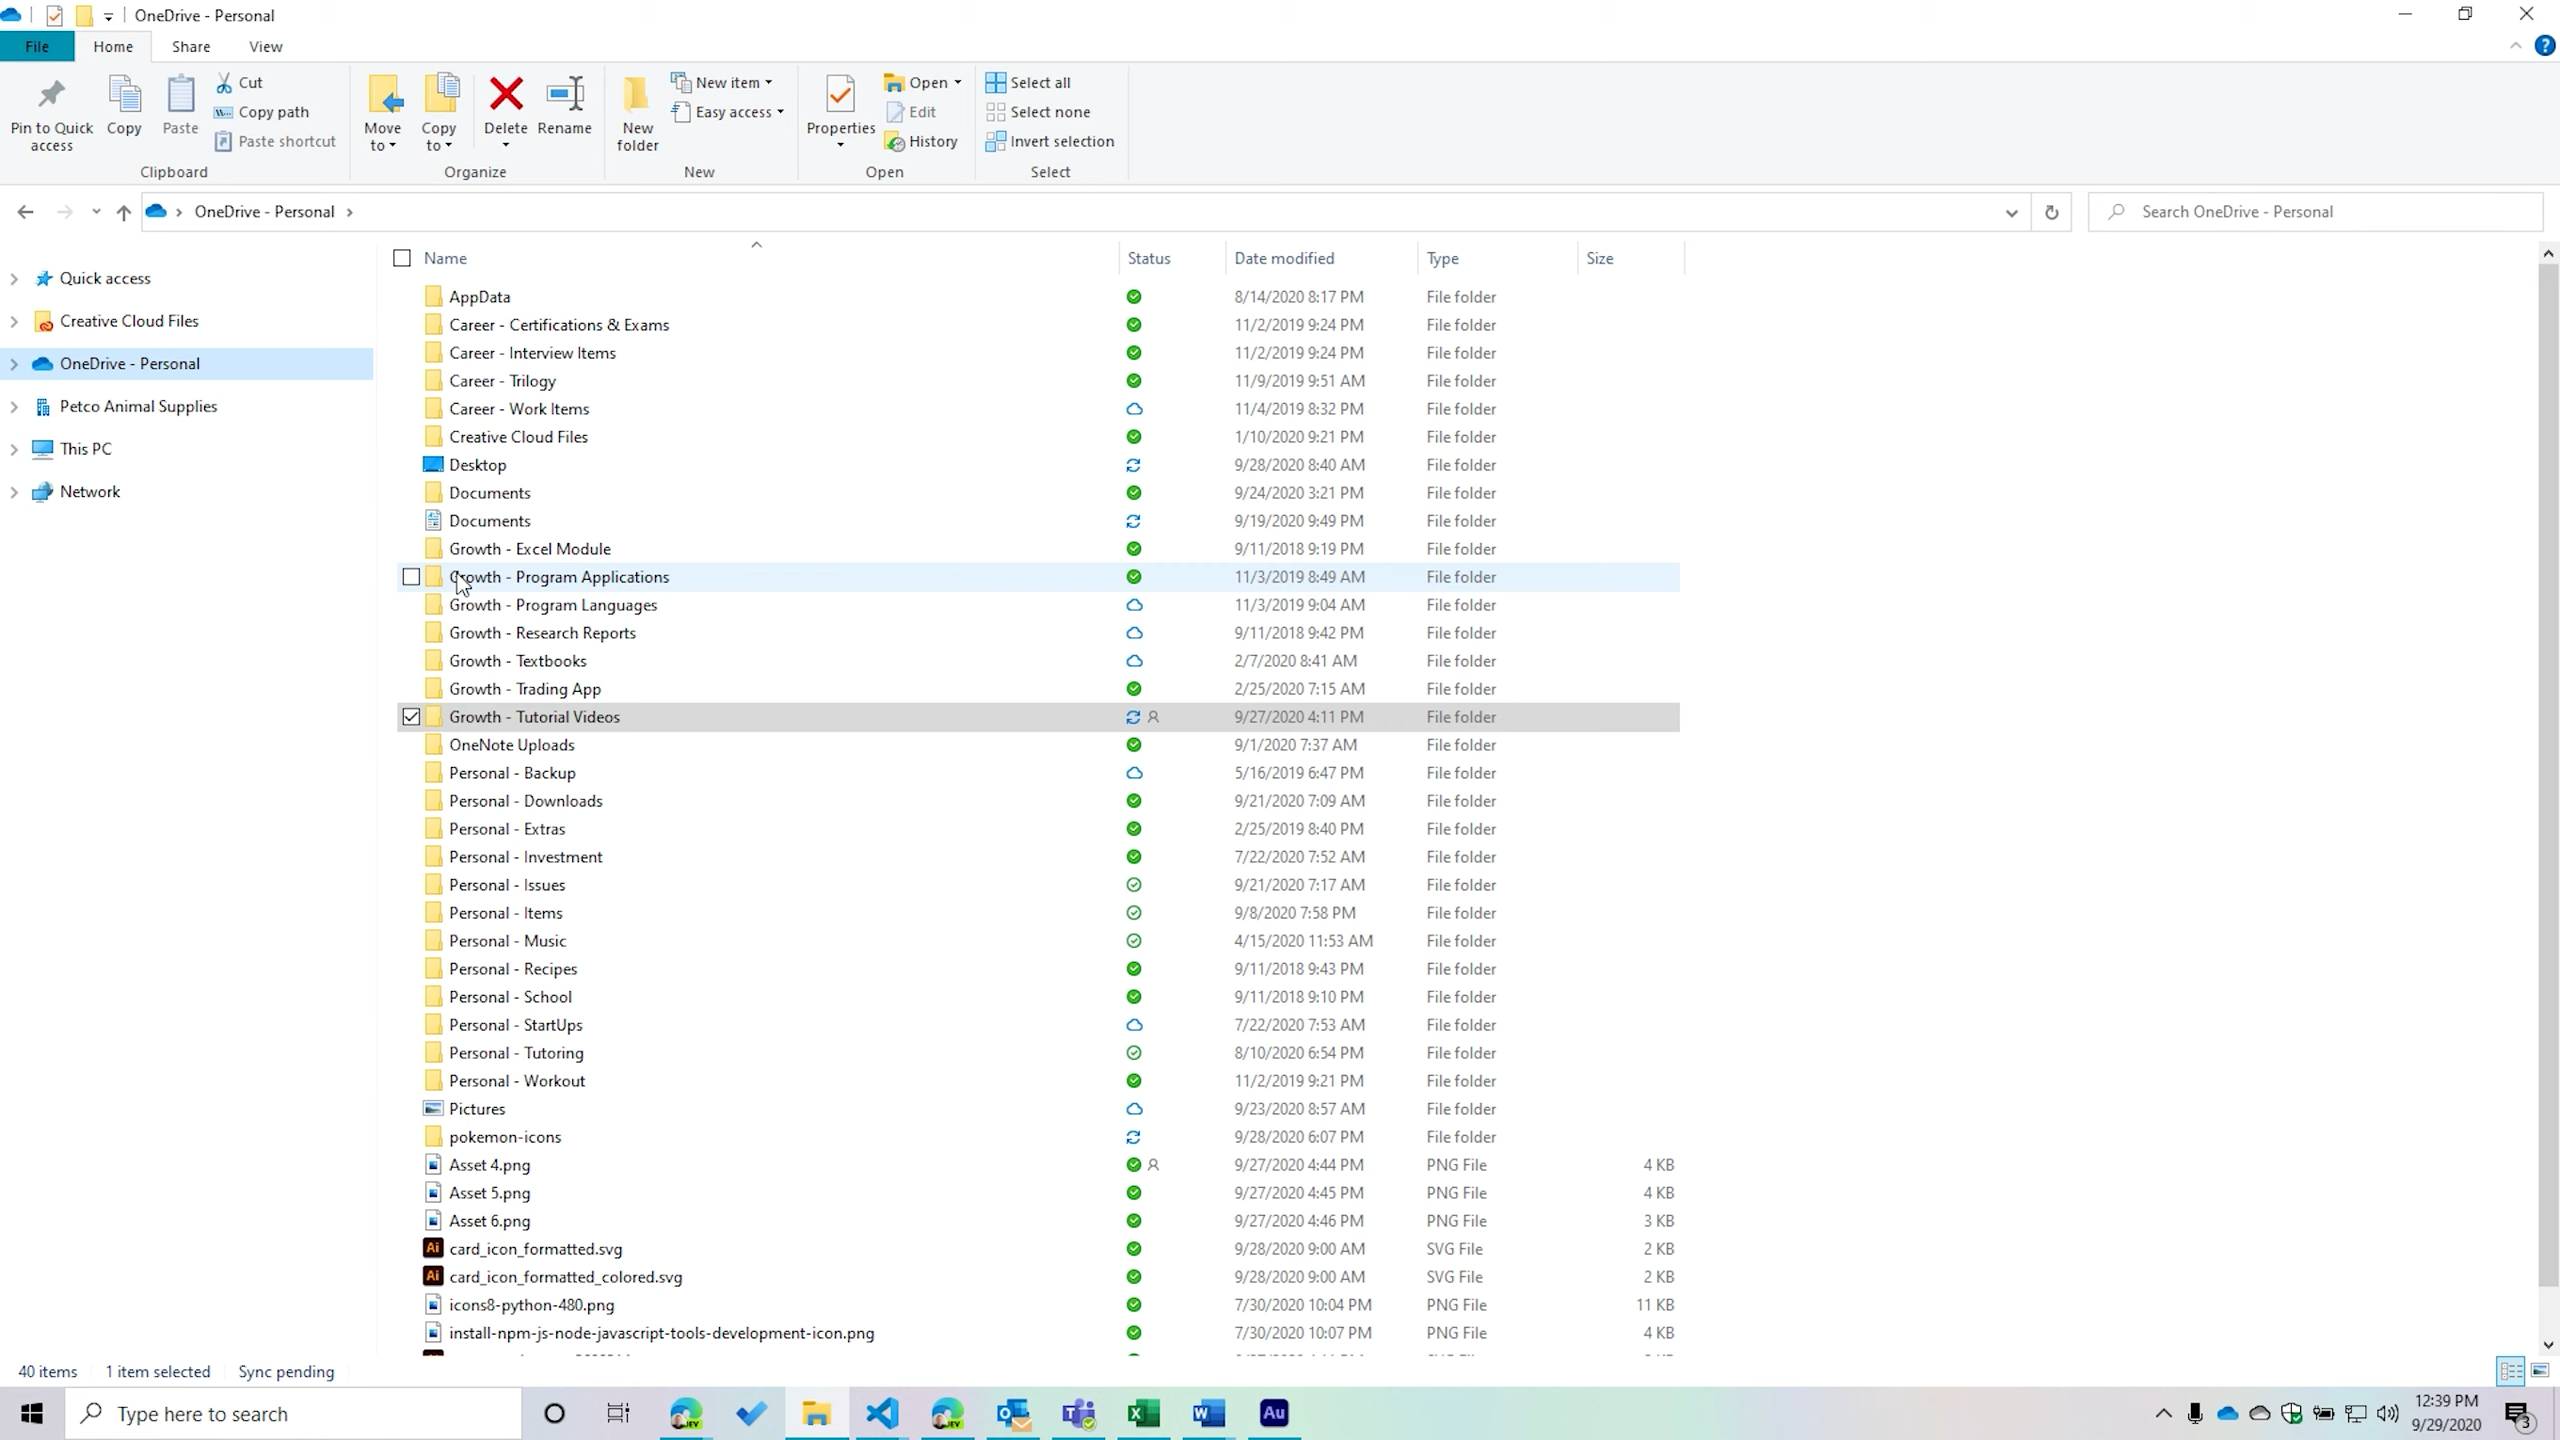 OneDrive - Personal
File Home Share View
Pin to Quick access
Copy
Paste
Cut
Copy path
Paste shortcut
Clipboard
Move to
Copy to
Delete
Rename
Organize
New folder
New item
Easy access
New
Properties
Open
Edit
History
Open
Select all
Select none
Invert selection
Select
OneDrive - Personal
Search OneDrive - Personal
Quick access
Creative Cloud Files
OneDrive - Personal
Petco Animal Supplies
This PC
Network
Name Status Date modified Type Size
AppData 8/14/2020 8:17 PM File folder
Career - Certifications & Exams 11/2/2019 9:24 PM File folder
Career - Interview Items 11/2/2019 9:24 PM File folder
Career - Trilogy 11/9/2019 9:51 AM File folder
Career - Work Items 11/4/2019 8:32 PM File folder
Creative Cloud Files 1/10/2020 9:21 PM File folder
Desktop 9/28/2020 8:40 AM File folder
Documents 9/24/2020 3:21 PM File folder
Documents 9/19/2020 9:49 PM File folder
Growth - Excel Module 9/11/2018 9:19 PM File folder
Growth - Program Applications 11/3/2019 8:49 AM File folder
Growth - Program Languages 11/3/2019 9:04 AM File folder
Growth - Research Reports 9/11/2018 9:42 PM File folder
Growth - Textbooks 2/7/2020 8:41 AM File folder
Growth - Trading App 2/25/2020 7:15 AM File folder
Growth - Tutorial Videos 9/27/2020 4:11 PM File folder
OneNote Uploads 9/1/2020 7:37 AM File folder
Personal - Backup 5/16/2019 6:47 PM File folder
Personal - Downloads 9/21/2020 7:09 AM File folder
Personal - Extras 2/25/2019 8:40 PM File folder
Personal - Investment 7/22/2020 7:52 AM File folder
Personal - Issues 9/21/2020 7:17 AM File folder
Personal - Items 9/8/2020 7:58 PM File folder
Personal - Music 4/15/2020 11:53 AM File folder
Personal - Recipes 9/11/2018 9:43 PM File folder
Personal - School 9/11/2018 9:10 PM File folder
Personal - StartUps 7/22/2020 7:53 AM File folder
Personal - Tutoring 8/10/2020 6:54 PM File folder
Personal - Workout 11/2/2019 9:21 PM File folder
Pictures 9/23/2020 8:57 AM File folder
pokemon-icons 9/28/2020 6:07 PM File folder
Asset 4.png 9/27/2020 4:44 PM PNG File 4 KB
Asset 5.png 9/27/2020 4:45 PM PNG File 4 KB
Asset 6.png 9/27/2020 4:46 PM PNG File 3 KB
card_icon_formatted.svg 9/28/2020 9:00 AM SVG File 2 KB
card_icon_formatted_colored.svg 9/28/2020 9:00 AM SVG File 2 KB
icons8-python-480.png 7/30/2020 10:04 PM PNG File 11 KB
install-npm-js-node-javascript-tools-development-icon.png 7/30/2020 10:07 PM PNG File 4 KB
40 items 1 item selected Sync pending
Type here to search
Au
12:39 PM
9/29/2020
3